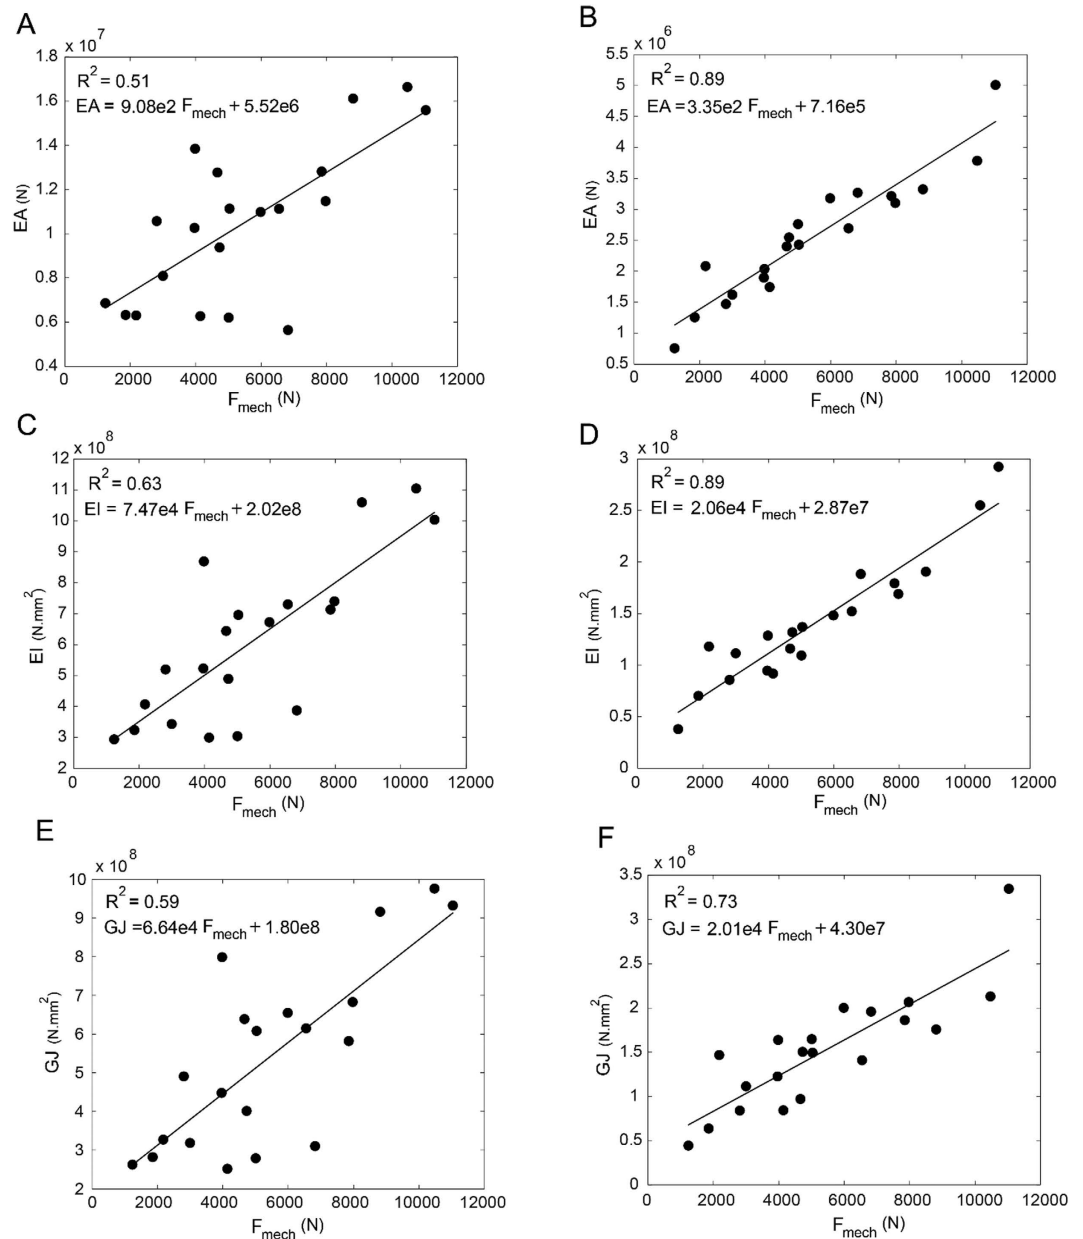 A
x 10^7
1.8
1.6
1.4
1.2
10
0.8
0.6
0.4
R^2 = 0.51
EA = 9.08e2 F_mech + 5.52e6
EA (N)
0 2000 4000 6000 8000 10000 12000
F_mech (N)
B
x 10^6
5.5
5
4.5
4
3.5
3
2.5
2
1.5
1
0.5
R^2 = 0.89
EA =3.35e2 F_mech + 7.16e5
EA (N)
0 2000 4000 6000 8000 10000 12000
F_mech (N)
C
x 10^8
12
11
10
9
8
7
6
5
4
3
2
R^2 = 0.63
EI = 7.47e4 F_mech + 2.02e8
EI (N.mm^2)
0 2000 4000 6000 8000 10000 12000
F_mech (N)
D
x 10^8
3
2.5
2
1.5
1
0.5
0
R^2 = 0.89
EI = 2.06e4 F_mech + 2.87e7
EI (N.mm^2)
0 2000 4000 6000 8000 10000 12000
F_mech (N)
E
x 10^8
10
9
8
7
6
5
4
3
2
R^2 = 0.59
GJ =6.64e4 F_mech + 1.80e8
GJ (N.mm^2)
0 2000 4000 6000 8000 10000 12000
F_mech (N)
F
x 10^8
3.5
3
2.5
2
1.5
1
0.5
0
R^2 = 0.73
GJ = 2.01e4 F_mech + 4.30e7
GJ (N.mm^2)
0 2000 4000 6000 8000 10000 12000
F_mech (N)